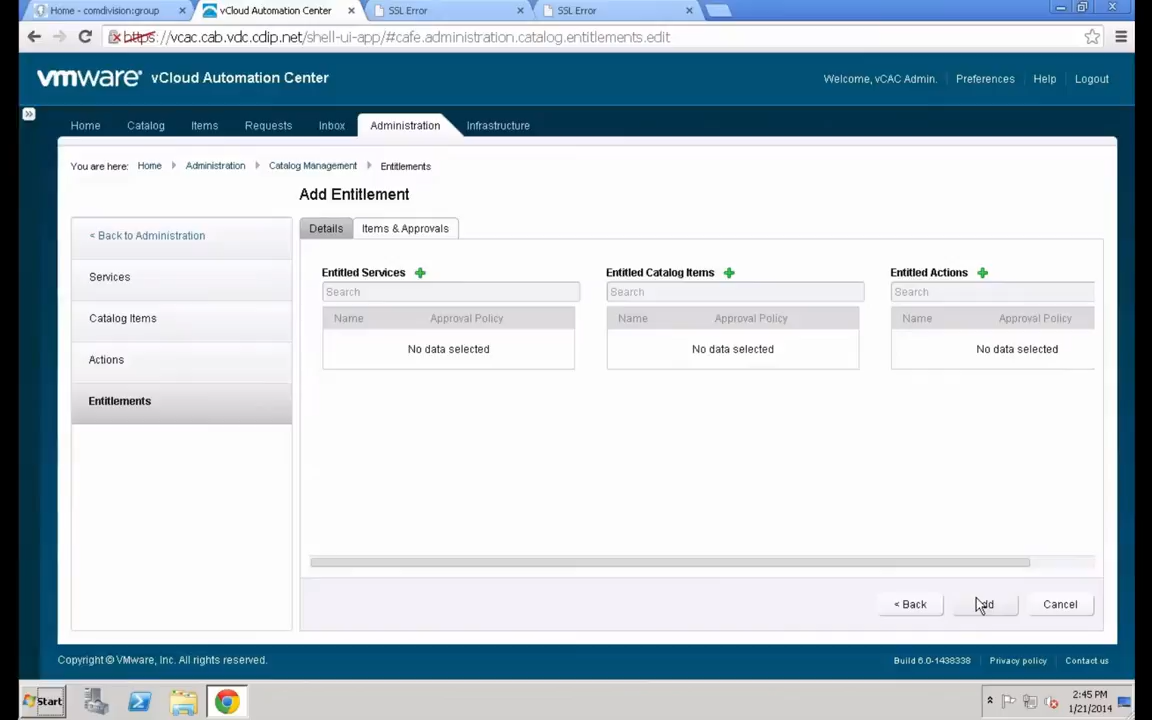 Home - comdivision:group
vCloud Automation Center
SSL Error
SSL Error
https://vcac.cab.vdc.cdip.net/shell-ui-app/#cafe.administration.catalog.entitlements.edit
vmware vCloud Automation Center
Welcome, vCAC Admin. Preferences Help Logout
Home Catalog Items Requests Inbox Administration Infrastructure
You are here: Home Administration Catalog Management Entitlements
Add Entitlement
< Back to Administration
Services
Catalog Items
Actions
Entitlements
Details Items & Approvals
Entitled Services Entitled Catalog Items Entitled Actions
Search Search Search
Name Approval Policy Name Approval Policy Name Approval Policy
No data selected No data selected No data selected
< Back Cancel
Copyright © VMware, Inc. All rights reserved.
Build 6.0-1438338 Privacy policy Contact us
Start
2:45 PM
1/21/2014